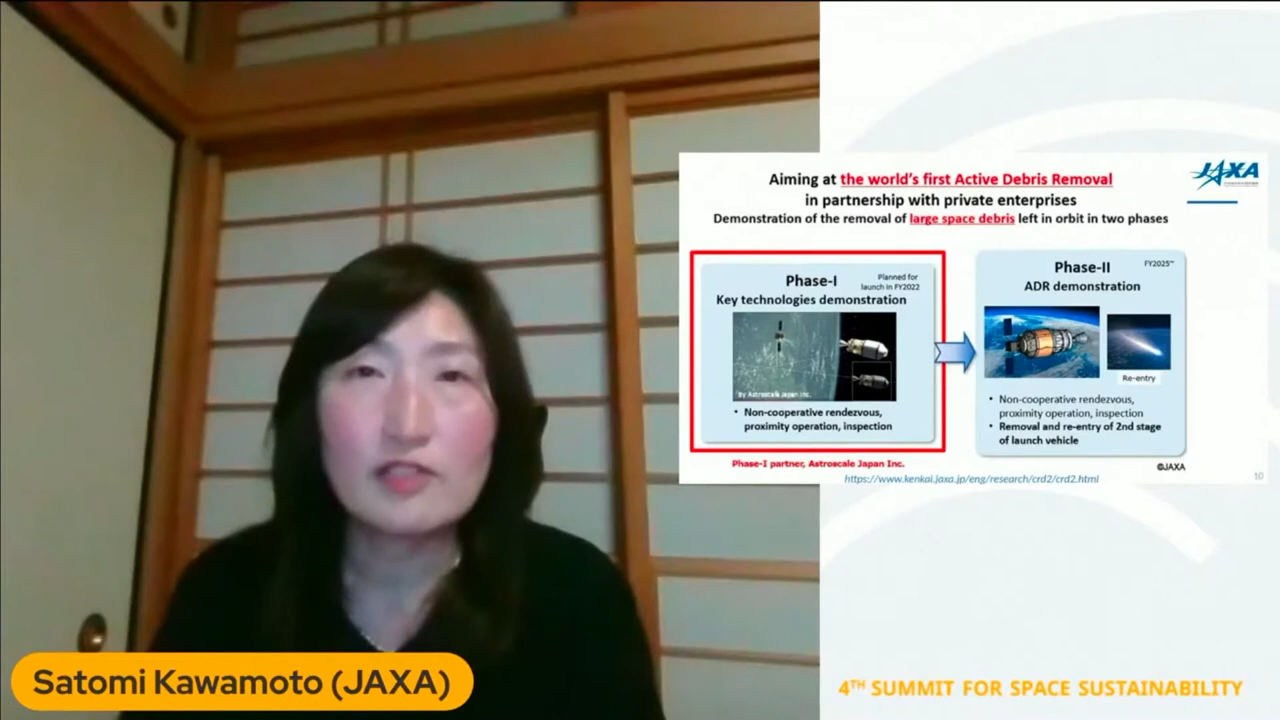 JAXA
Aiming at the world's first Active Debris Removal
in partnership with private enterprises
Demonstration of the removal of large space debris left in orbit in two phases
Phase-I
Planned for
launch in FY2022
Key technologies demonstration
by Astroscale Japan Inc.
• Non-cooperative rendezvous,
proximity operation, inspection
Phase-I partner, Astroscale Japan Inc.
Phase-II
FY2025~
ADR demonstration
Re-entry
• Non-cooperative rendezvous,
proximity operation, inspection
• Removal and re-entry of 2nd stage
of launch vehicle
©JAXA
https://www.kenkai.jaxa.jp/eng/research/crd2/crd2.html
10
Satomi Kawamoto (JAXA)
4TH SUMMIT FOR SPACE SUSTAINABILITY